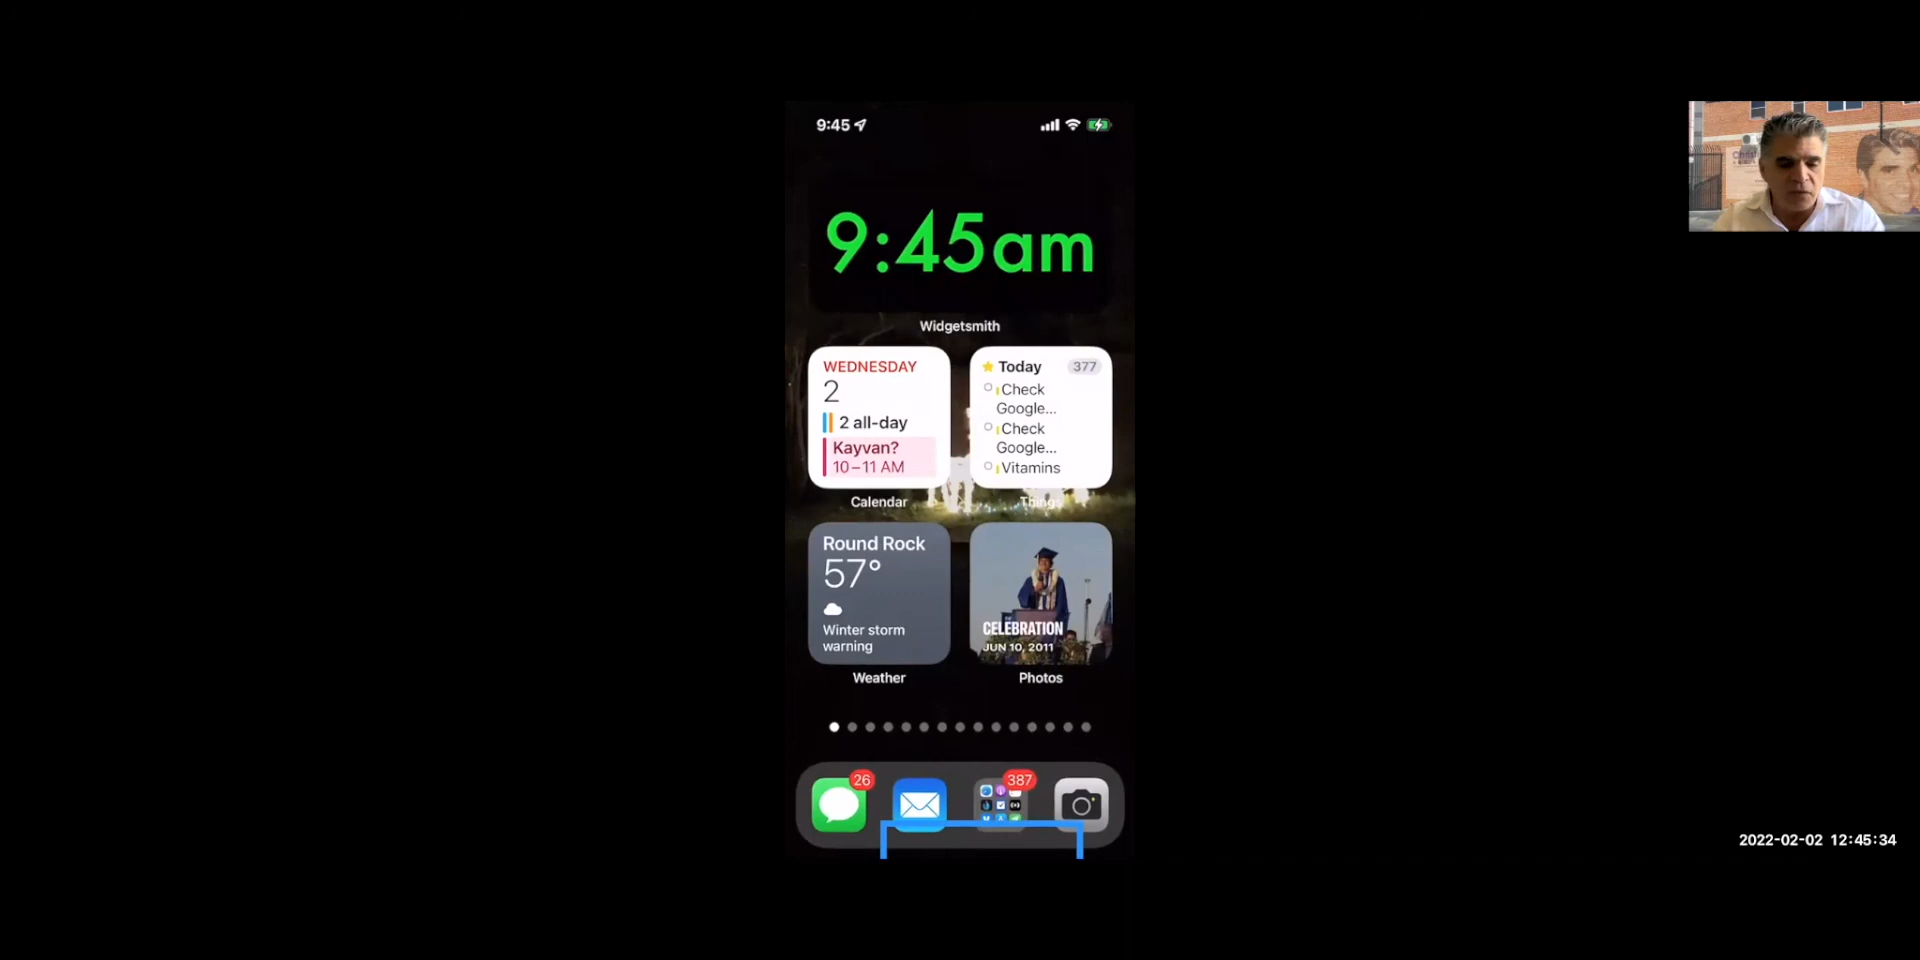 9:45
9:45am
Widgetsmith
WEDNESDAY
2
2 all-day
Kayvan?
10–11 AM
Calendar
Today 377
Check
Google...
Check
Google...
Vitamins
Things
Round Rock
57°
Winter storm
warning
Weather
CELEBRATION
JUN 10, 2011
Photos
26
387
2022-02-02 12:45:34